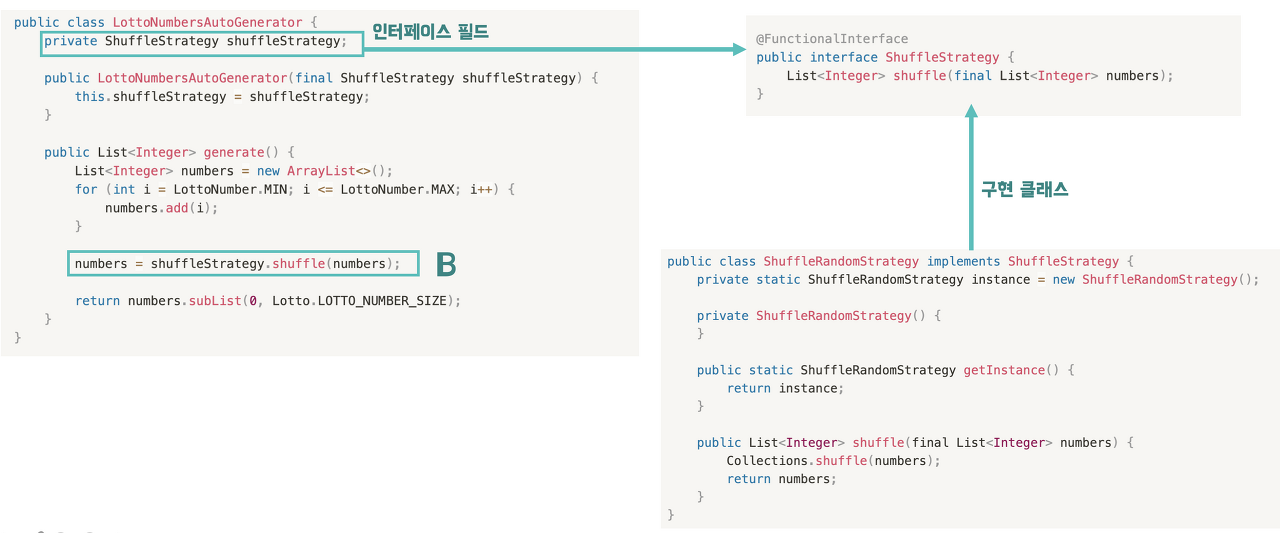 public class LottoNumbersAutoGenerator {
private ShuffleStrategy shuffleStrategy;
인터페이스 필드
public LottoNumbersAutoGenerator(final ShuffleStrategy shuffleStrategy) {
this.shuffleStrategy = shuffleStrategy;
}
public List<Integer> generate() {
List<Integer> numbers = new ArrayList<>();
for (int i = LottoNumber.MIN; i <= LottoNumber.MAX; i++) {
numbers.add(i);
}
numbers = shuffleStrategy.shuffle(numbers);
B
return numbers.subList(0, Lotto.LOTTO_NUMBER_SIZE);
}
}
@FunctionalInterface
public interface ShuffleStrategy {
List<Integer> shuffle(final List<Integer> numbers);
}
구현 클래스
public class ShuffleRandomStrategy implements ShuffleStrategy {
private static ShuffleRandomStrategy instance = new ShuffleRandomStrategy();
private ShuffleRandomStrategy() {
}
public static ShuffleRandomStrategy getInstance() {
return instance;
}
public List<Integer> shuffle(final List<Integer> numbers) {
Collections.shuffle(numbers);
return numbers;
}
}